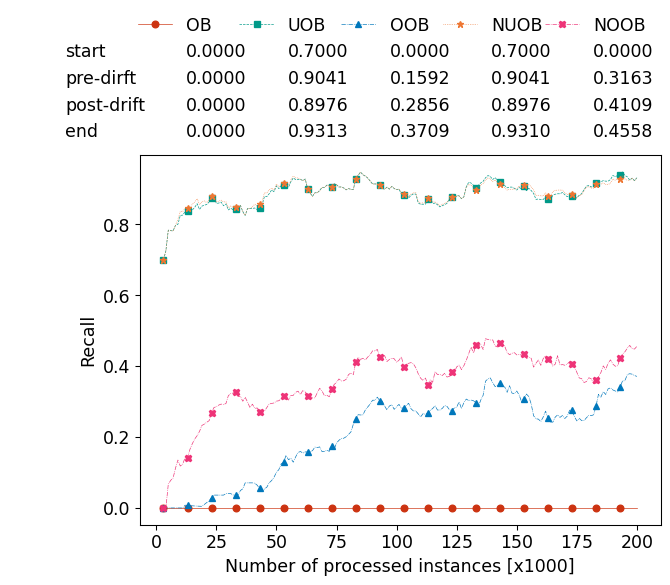 OB UOB OOB NUOB NOOB
start 0.0000 0.7000 0.0000 0.7000 0.0000
pre-dirft 0.0000 0.9041 0.1592 0.9041 0.3163
post-drift 0.0000 0.8976 0.2856 0.8976 0.4109
end 0.0000 0.9313 0.3709 0.9310 0.4558
0.8
0.6
0.4
0.2
0.0
Recall
0 25 50 75 100 125 150 175 200
Number of processed instances [x1000]